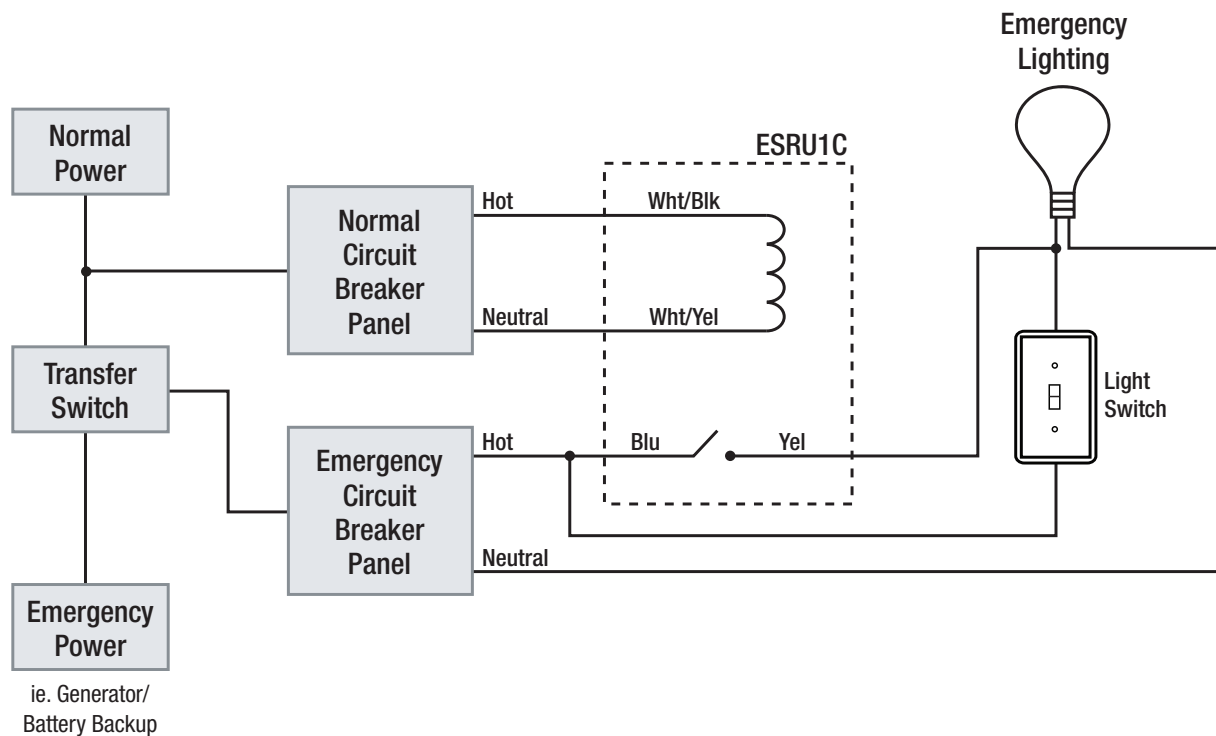 Emergency
Lighting
Normal
Power
ESRU1C
Hot
Wht/Blk
Normal
Circuit
Breaker
Panel
Neutral
Wht/Yel
Transfer
Switch
Light
Switch
Hot
Blu
Yel
Emergency
Circuit
Breaker
Panel
Neutral
Emergency
Power
ie. Generator/
Battery Backup